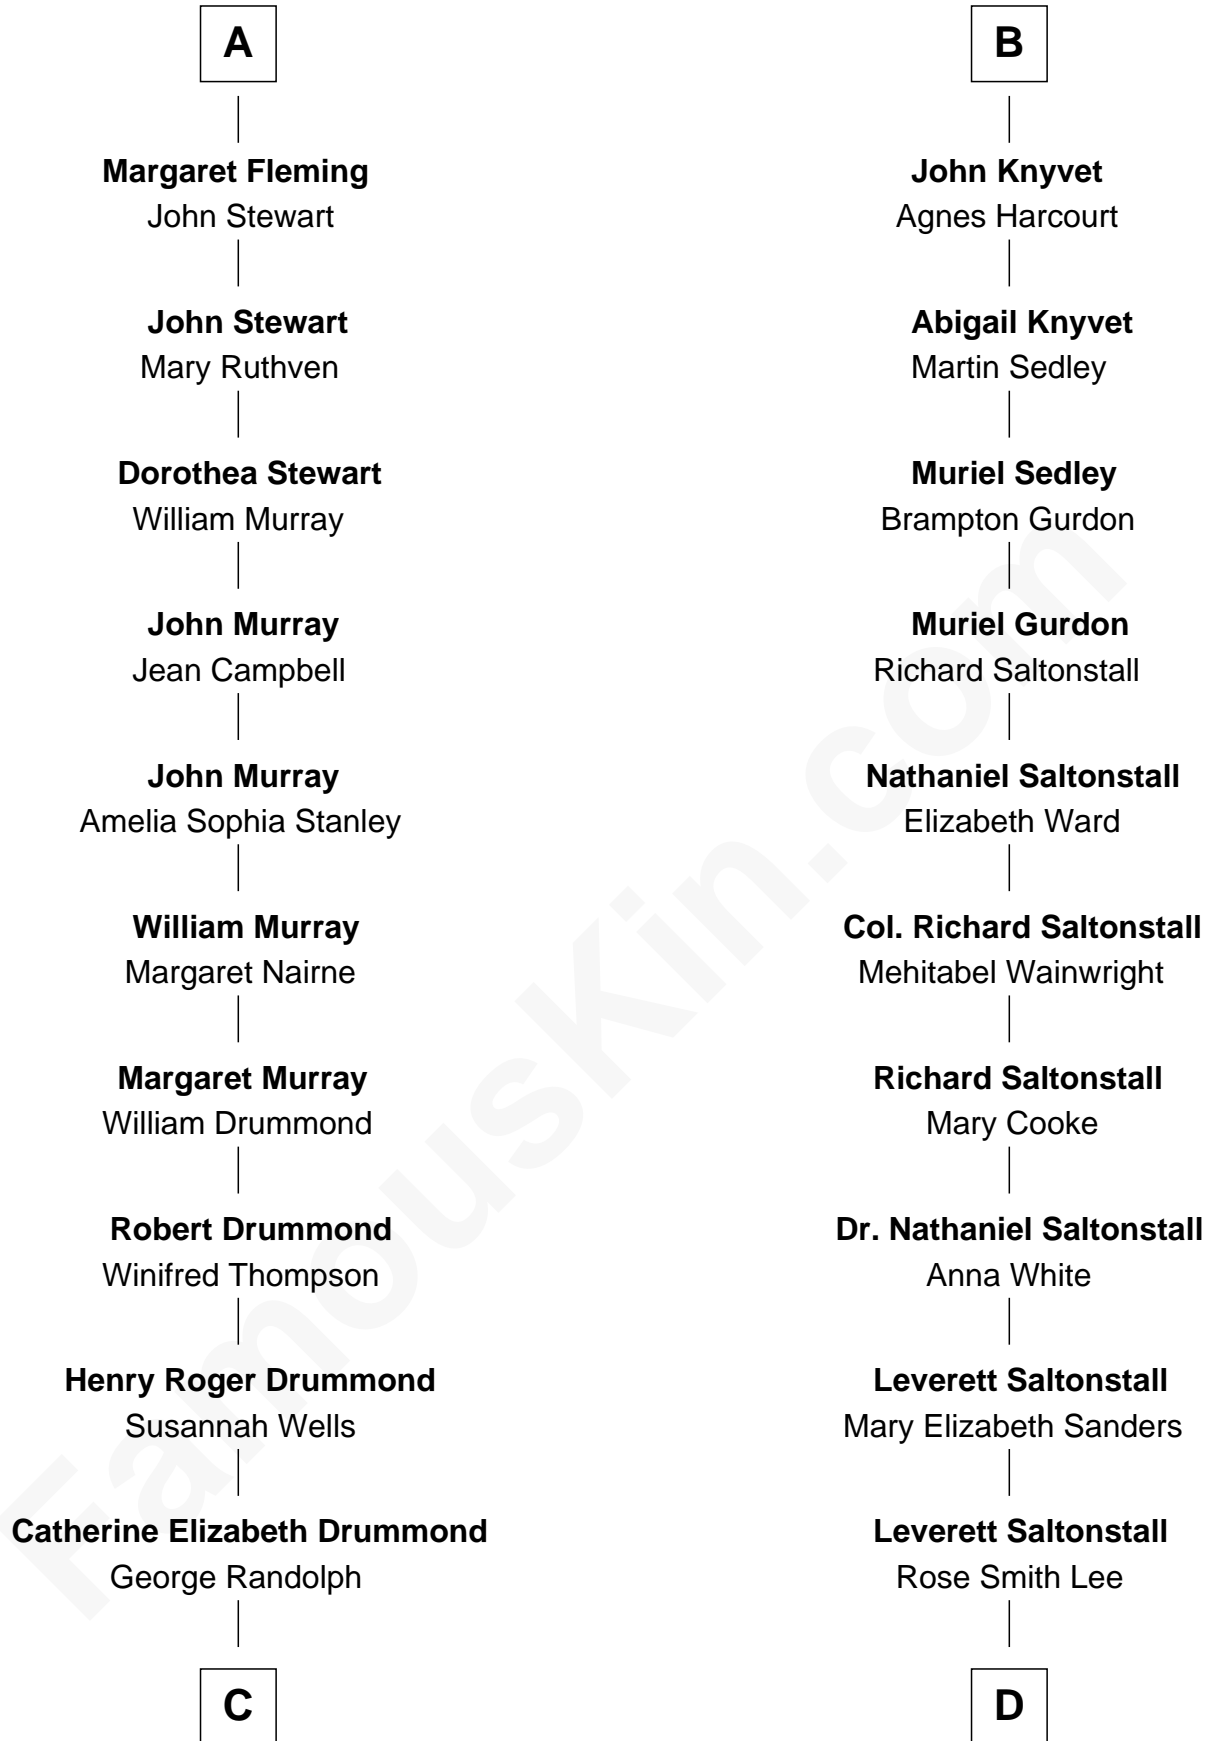 A
Margaret Fleming
John Stewart
John Stewart
Mary Ruthven
Dorothea Stewart
William Murray
John Murray
Jean Campbell
John Murray
Amelia Sophia Stanley
William Murray
Margaret Nairne
Margaret Murray
William Drummond
Robert Drummond
Winifred Thompson
Henry Roger Drummond
Susannah Wells
Catherine Elizabeth Drummond
George Randolph
C
B
John Knyvet
Agnes Harcourt
Abigail Knyvet
Martin Sedley
Muriel Sedley
Brampton Gurdon
Muriel Gurdon
Richard Saltonstall
Nathaniel Saltonstall
Elizabeth Ward
Col. Richard Saltonstall
Mehitabel Wainwright
Richard Saltonstall
Mary Cooke
Dr. Nathaniel Saltonstall
Anna White
Leverett Saltonstall
Mary Elizabeth Sanders
Leverett Saltonstall
Rose Smith Lee
D
FamousKin.com